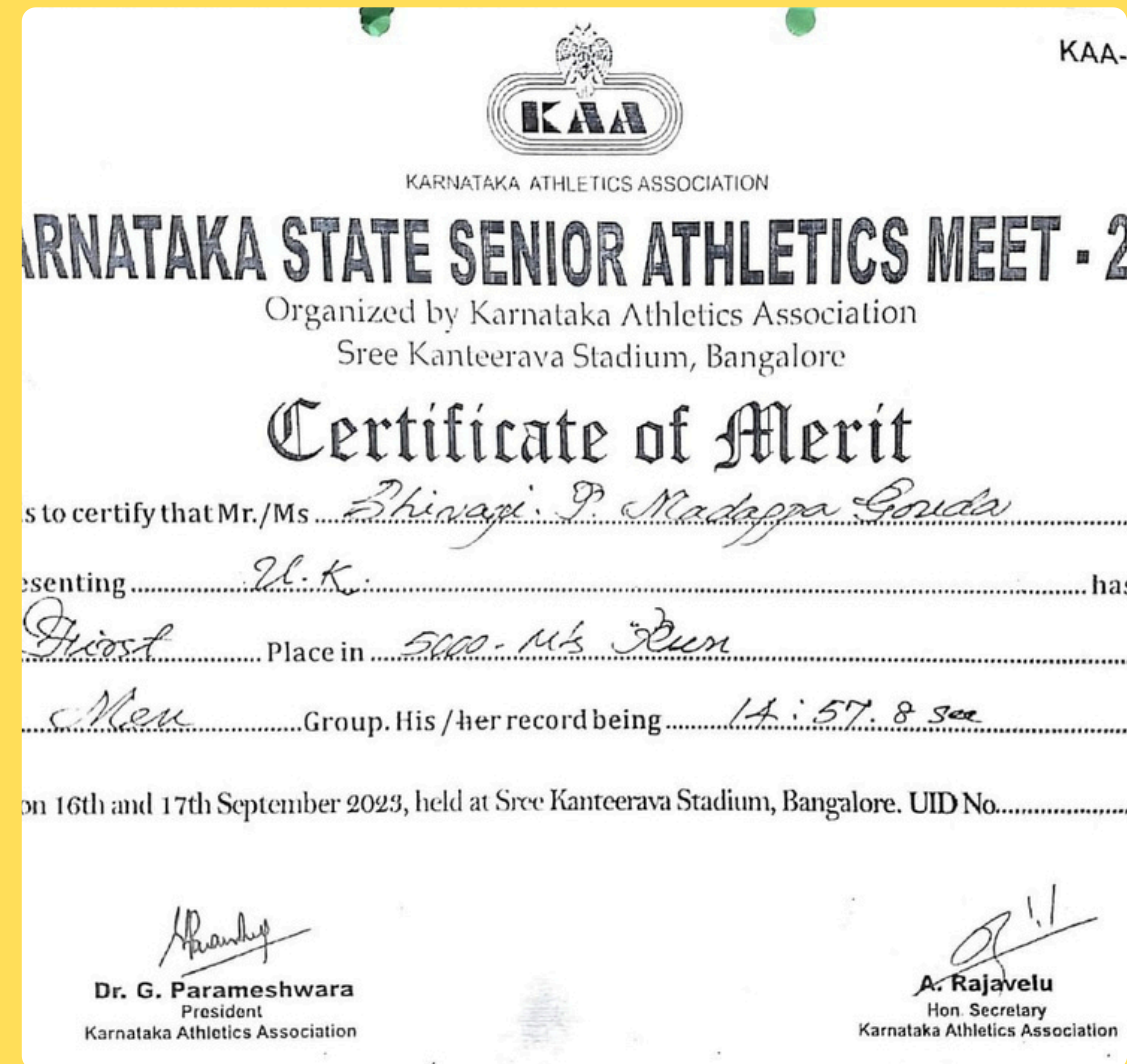 KAA-
KAA
KARNATAKA ATHLETICS ASSOCIATION
ARNATAKA STATE SENIOR ATHLETICS MEET - 2
Organized by Karnataka Athletics Association
Sree Kanteerava Stadium, Bangalore
Certificate of Merit
s to certify that Mr./Ms Shivaji. P. Madappa Gouda
esenting U.K. has
First Place in 5000-Mts Run
Men Group. His / her record being 14:57.8 sec
on 16th and 17th September 2023, held at Sree Kanteerava Stadium, Bangalore. UID No.
Dr. G. Parameshwara
President
Karnataka Athletics Association
A. Rajavelu
Hon. Secretary
Karnataka Athletics Association